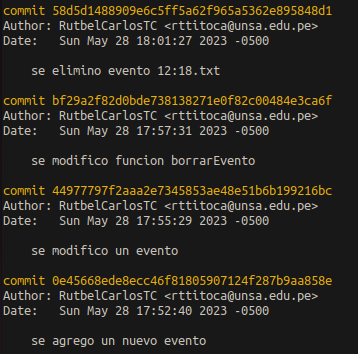 commit 58d5d1488909e6c5ff5a62f965a5362e895848d1
Author: RutbelCarlosTC <rttitoca@unsa.edu.pe>
Date:   Sun May 28 18:01:27 2023 -0500
se elimino evento 12:18.txt
commit bf29a2f82d0bde738138271e0f82c00484e3ca6f
Author: RutbelCarlosTC <rttitoca@unsa.edu.pe>
Date:   Sun May 28 17:57:31 2023 -0500
se modifico funcion borrarEvento
commit 44977797f2aaa2e7345853ae48e51b6b199216bc
Author: RutbelCarlosTC <rttitoca@unsa.edu.pe>
Date:   Sun May 28 17:55:29 2023 -0500
se modifico un evento
commit 0e45668ede8ecc46f81805907124f287b9aa858e
Author: RutbelCarlosTC <rttitoca@unsa.edu.pe>
Date:   Sun May 28 17:52:40 2023 -0500
se agrego un nuevo evento